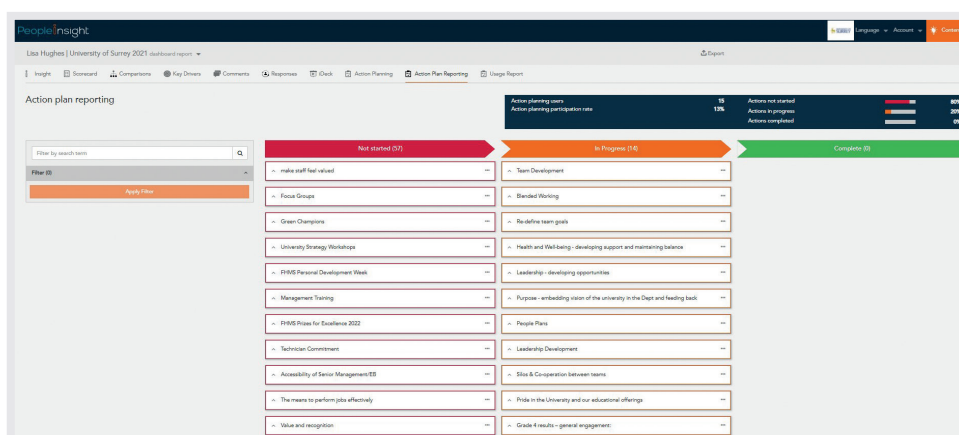 People insight
Language Account Conten
Lisa Hughes | University of Surrey 2021 dashboard report
Export
Insight Scorecard Comparisons Key Drivers Comments Responses iDeck Action Planning Action Plan Reporting Usage Report
Action plan reporting
Action planning users 15
Action planning participation rate 13%
Actions not started 80%
Actions in progress 20%
Actions completed 0%
Filter by search term
Filter (0)
Apply Filter
Not started (57)
make staff feel valued
Focus Groups
Green Champions
University Strategy Workshops
FHMS Personal Development Week
Management Training
FHMS Prizes for Excellence 2022
Technician Commitment
Accessibility of Senior Management/EB
The means to perform jobs effectively
Value and recognition
In Progress (14)
Team Development
Blended Working
Re-define team goals
Health and Well-being - developing support and maintaining balance
Leadership - developing opportunities
Purpose - embedding vision of the university in the Dept and feeding back
People Plans
Leadership Development
Silos & Co-operation between teams
Pride in the University and our educational offerings
Grade 4 results – general engagement:
Complete (0)